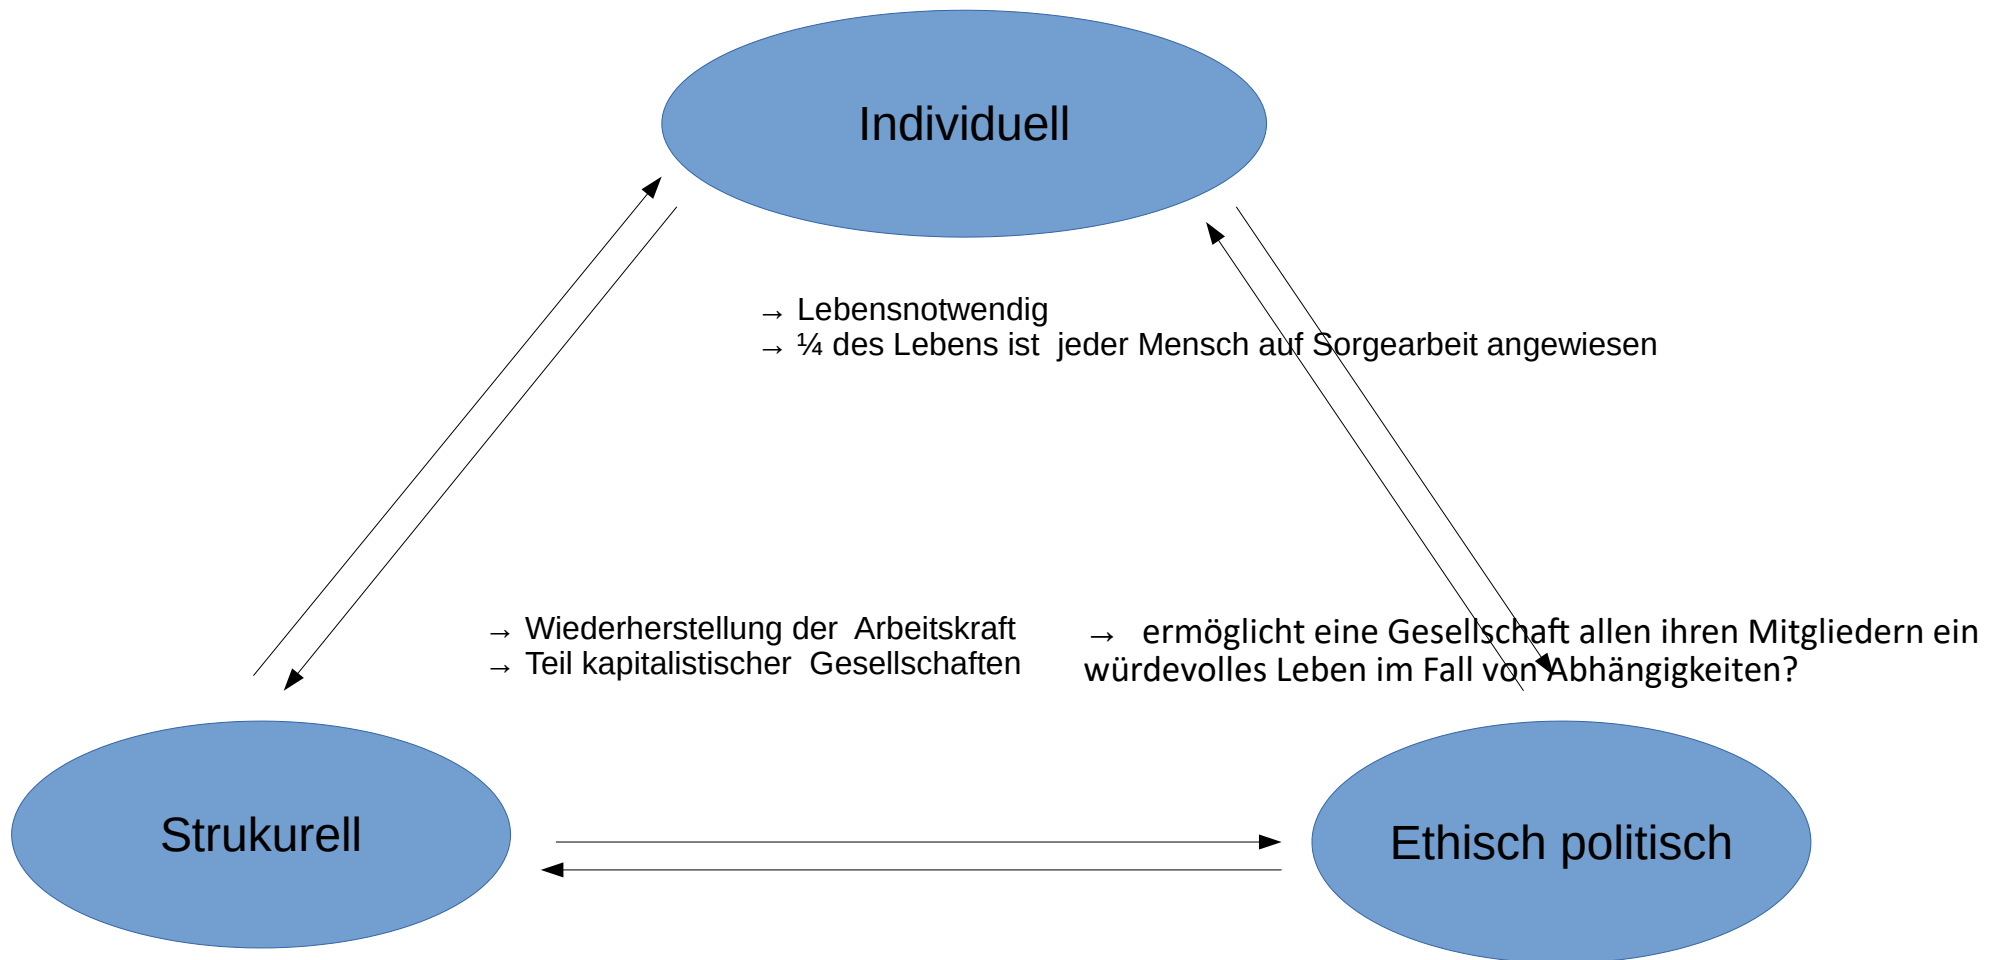 Individuell
→ Lebensnotwendig
→ ¼ des Lebens ist jeder Mensch auf Sorgearbeit angewiesen
→ Wiederherstellung der Arbeitskraft
→ Teil kapitalistischer Gesellschaften
→ ermöglicht eine Gesellschaft allen ihren Mitgliedern ein
würdevolles Leben im Fall von Abhängigkeiten?
Strukurell
Ethisch politisch